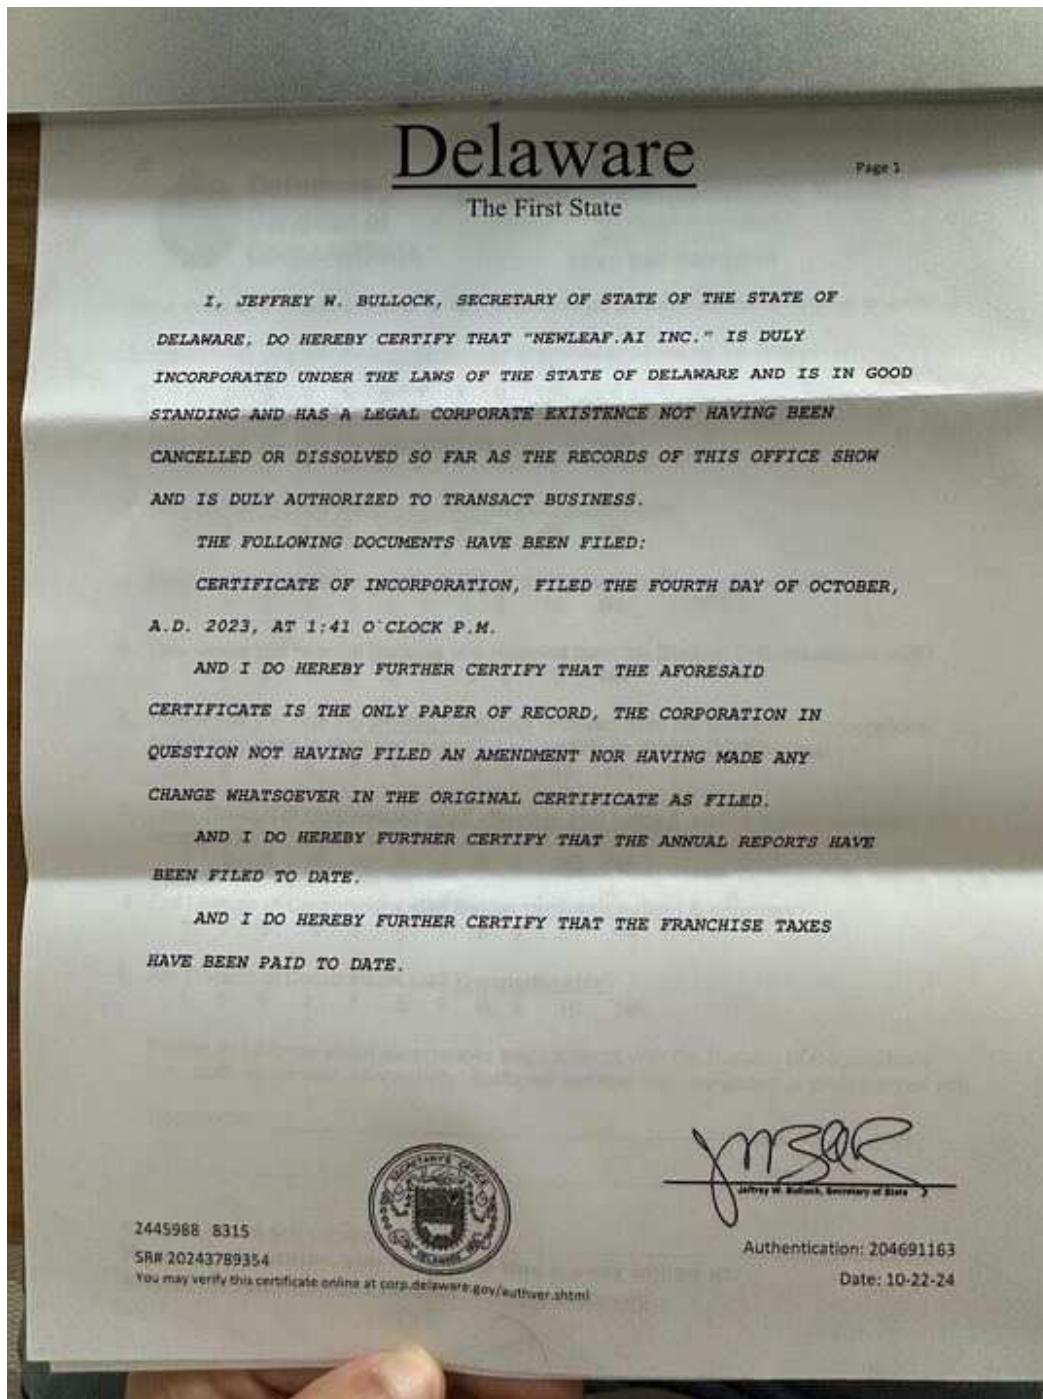 Delaware
Page 1
The First State
I, JEFFREY W. BULLOCK, SECRETARY OF STATE OF THE STATE OF
DELAWARE, DO HEREBY CERTIFY THAT "NEWLEAF.AI INC." IS DULY
INCORPORATED UNDER THE LAWS OF THE STATE OF DELAWARE AND IS IN GOOD
STANDING AND HAS A LEGAL CORPORATE EXISTENCE NOT HAVING BEEN
CANCELLED OR DISSOLVED SO FAR AS THE RECORDS OF THIS OFFICE SHOW
AND IS DULY AUTHORIZED TO TRANSACT BUSINESS.
THE FOLLOWING DOCUMENTS HAVE BEEN FILED:
CERTIFICATE OF INCORPORATION, FILED THE FOURTH DAY OF OCTOBER,
A.D. 2023, AT 1:41 O`CLOCK P.M.
AND I DO HEREBY FURTHER CERTIFY THAT THE AFORESAID
CERTIFICATE IS THE ONLY PAPER OF RECORD, THE CORPORATION IN
QUESTION NOT HAVING FILED AN AMENDMENT NOR HAVING MADE ANY
CHANGE WHATSOEVER IN THE ORIGINAL CERTIFICATE AS FILED.
AND I DO HEREBY FURTHER CERTIFY THAT THE ANNUAL REPORTS HAVE
BEEN FILED TO DATE.
AND I DO HEREBY FURTHER CERTIFY THAT THE FRANCHISE TAXES
HAVE BEEN PAID TO DATE.
SECRETARY'S OFFICE
DELAWARE
Jeffrey W. Bullock, Secretary of State
2445988 8315
SR# 20243789354
You may verify this certificate online at corp.delaware.gov/authver.shtml
Authentication: 204691163
Date: 10-22-24